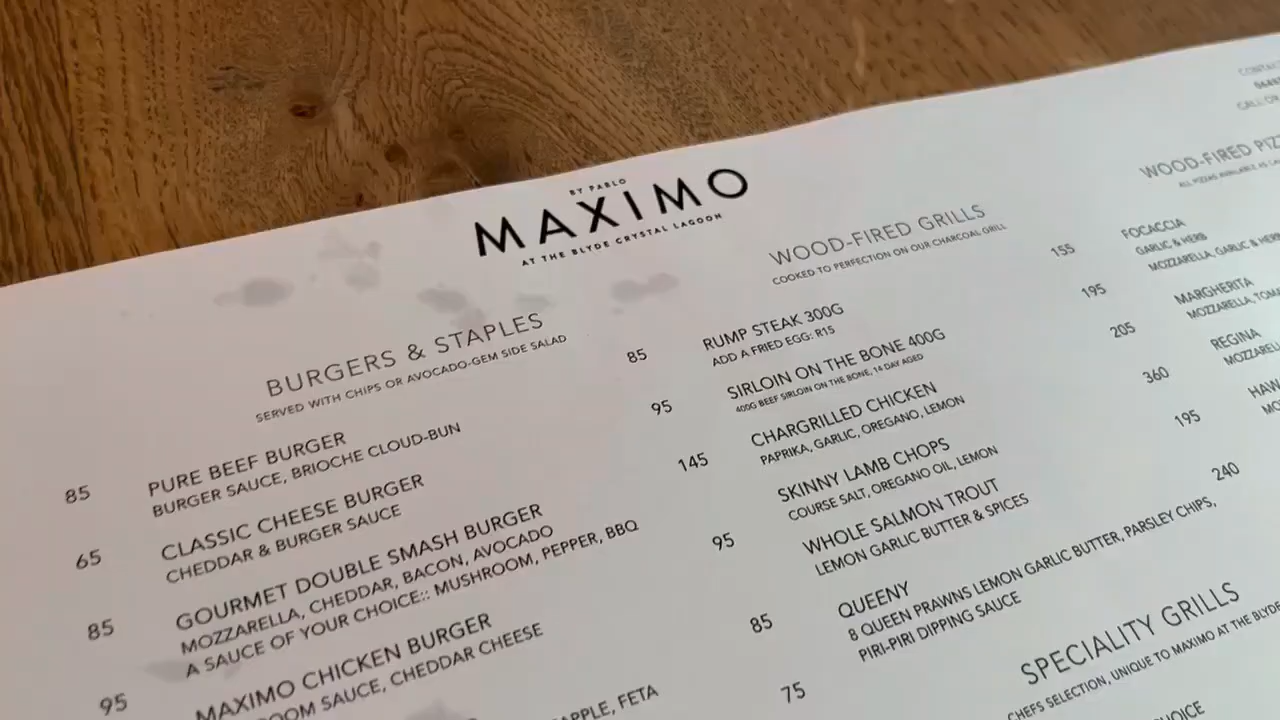 BY PABLO
MAXIMO
AT THE BLYDE CRYSTAL LAGOON
85
65
85
95
BURGERS & STAPLES
SERVED WITH CHIPS OR AVOCADO-GEM SIDE SALAD
PURE BEEF BURGER
85
BURGER SAUCE, BRIOCHE CLOUD-BUN
CLASSIC CHEESE BURGER
95
CHEDDAR & BURGER SAUCE
GOURMET DOUBLE SMASH BURGER
145
MOZZARELLA, CHEDDAR, BACON, AVOCADO
A SAUCE OF YOUR CHOICE:: MUSHROOM, PEPPER, BBQ
MAXIMO CHICKEN BURGER
95
SAUCE, CHEDDAR CHEESE
85
FETA
75
WOOD-FIRED GRILLS
COOKED TO PERFECTION ON OUR CHARCOAL GRILL
RUMP STEAK 300G
155
ADD A FRIED EGG: R15
SIRLOIN ON THE BONE 400G
195
400G BEEF SIRLOIN ON THE BONE, 14 DAY AGED
CHARGRILLED CHICKEN
205
PAPRIKA, GARLIC, OREGANO, LEMON
SKINNY LAMB CHOPS
360
COURSE SALT, OREGANO OIL, LEMON
WHOLE SALMON TROUT
195
LEMON GARLIC BUTTER & SPICES
QUEENY
240
8 QUEEN PRAWNS LEMON GARLIC BUTTER, PARSLEY CHIPS,
PIRI-PIRI DIPPING SAUCE
SPECIALITY GRILLS
CHEFS SELECTION, UNIQUE TO MAXIMO AT THE BLYDE
WOOD-FIRED
FOCACCIA
GARLIC & HERB
MOZZARELLA, GARLIC & HERB
MARGHERITA
MOZZARELLA,
REGINA